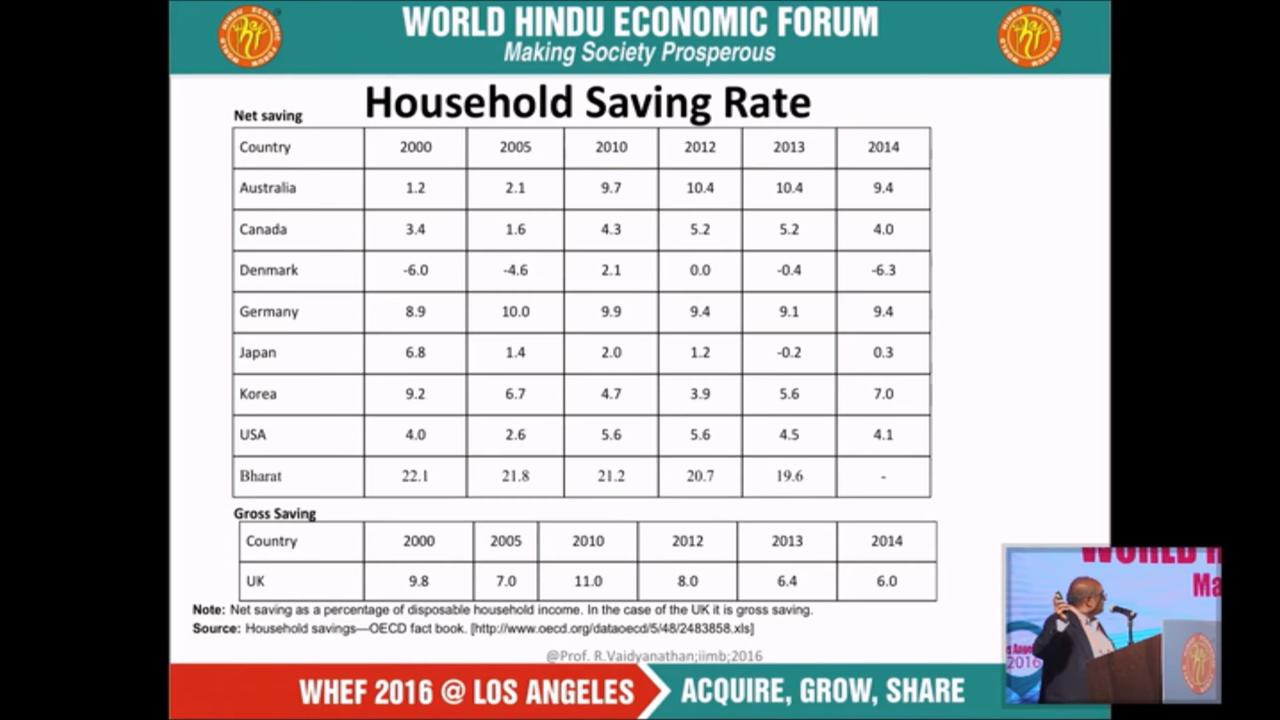 WORLD HINDU ECONOMIC FORUM
Making Society Prosperous
Household Saving Rate
Net saving
Country 2000 2005 2010 2012 2013 2014
Australia 1.2 2.1 9.7 10.4 10.4 9.4
Canada 3.4 1.6 4.3 5.2 5.2 4.0
Denmark -6.0 -4.6 2.1 0.0 -0.4 -6.3
Germany 8.9 10.0 9.9 9.4 9.1 9.4
Japan 6.8 1.4 2.0 1.2 -0.2 0.3
Korea 9.2 6.7 4.7 3.9 5.6 7.0
USA 4.0 2.6 5.6 5.6 4.5 4.1
Bharat 22.1 21.8 21.2 20.7 19.6 -
Gross Saving
Country 2000 2005 2010 2012 2013 2014
UK 9.8 7.0 11.0 8.0 6.4 6.0
Note: Net saving as a percentage of disposable household income. In the case of the UK it is gross saving.
Source: Household savings—OECD fact book. [http://www.oecd.org/dataoecd/5/48/2483858.xls]
@Prof. R.Vaidyanathan;iimb;2016
WHEF 2016 @ LOS ANGELES
ACQUIRE, GROW, SHARE
WORLD
Ma
2016